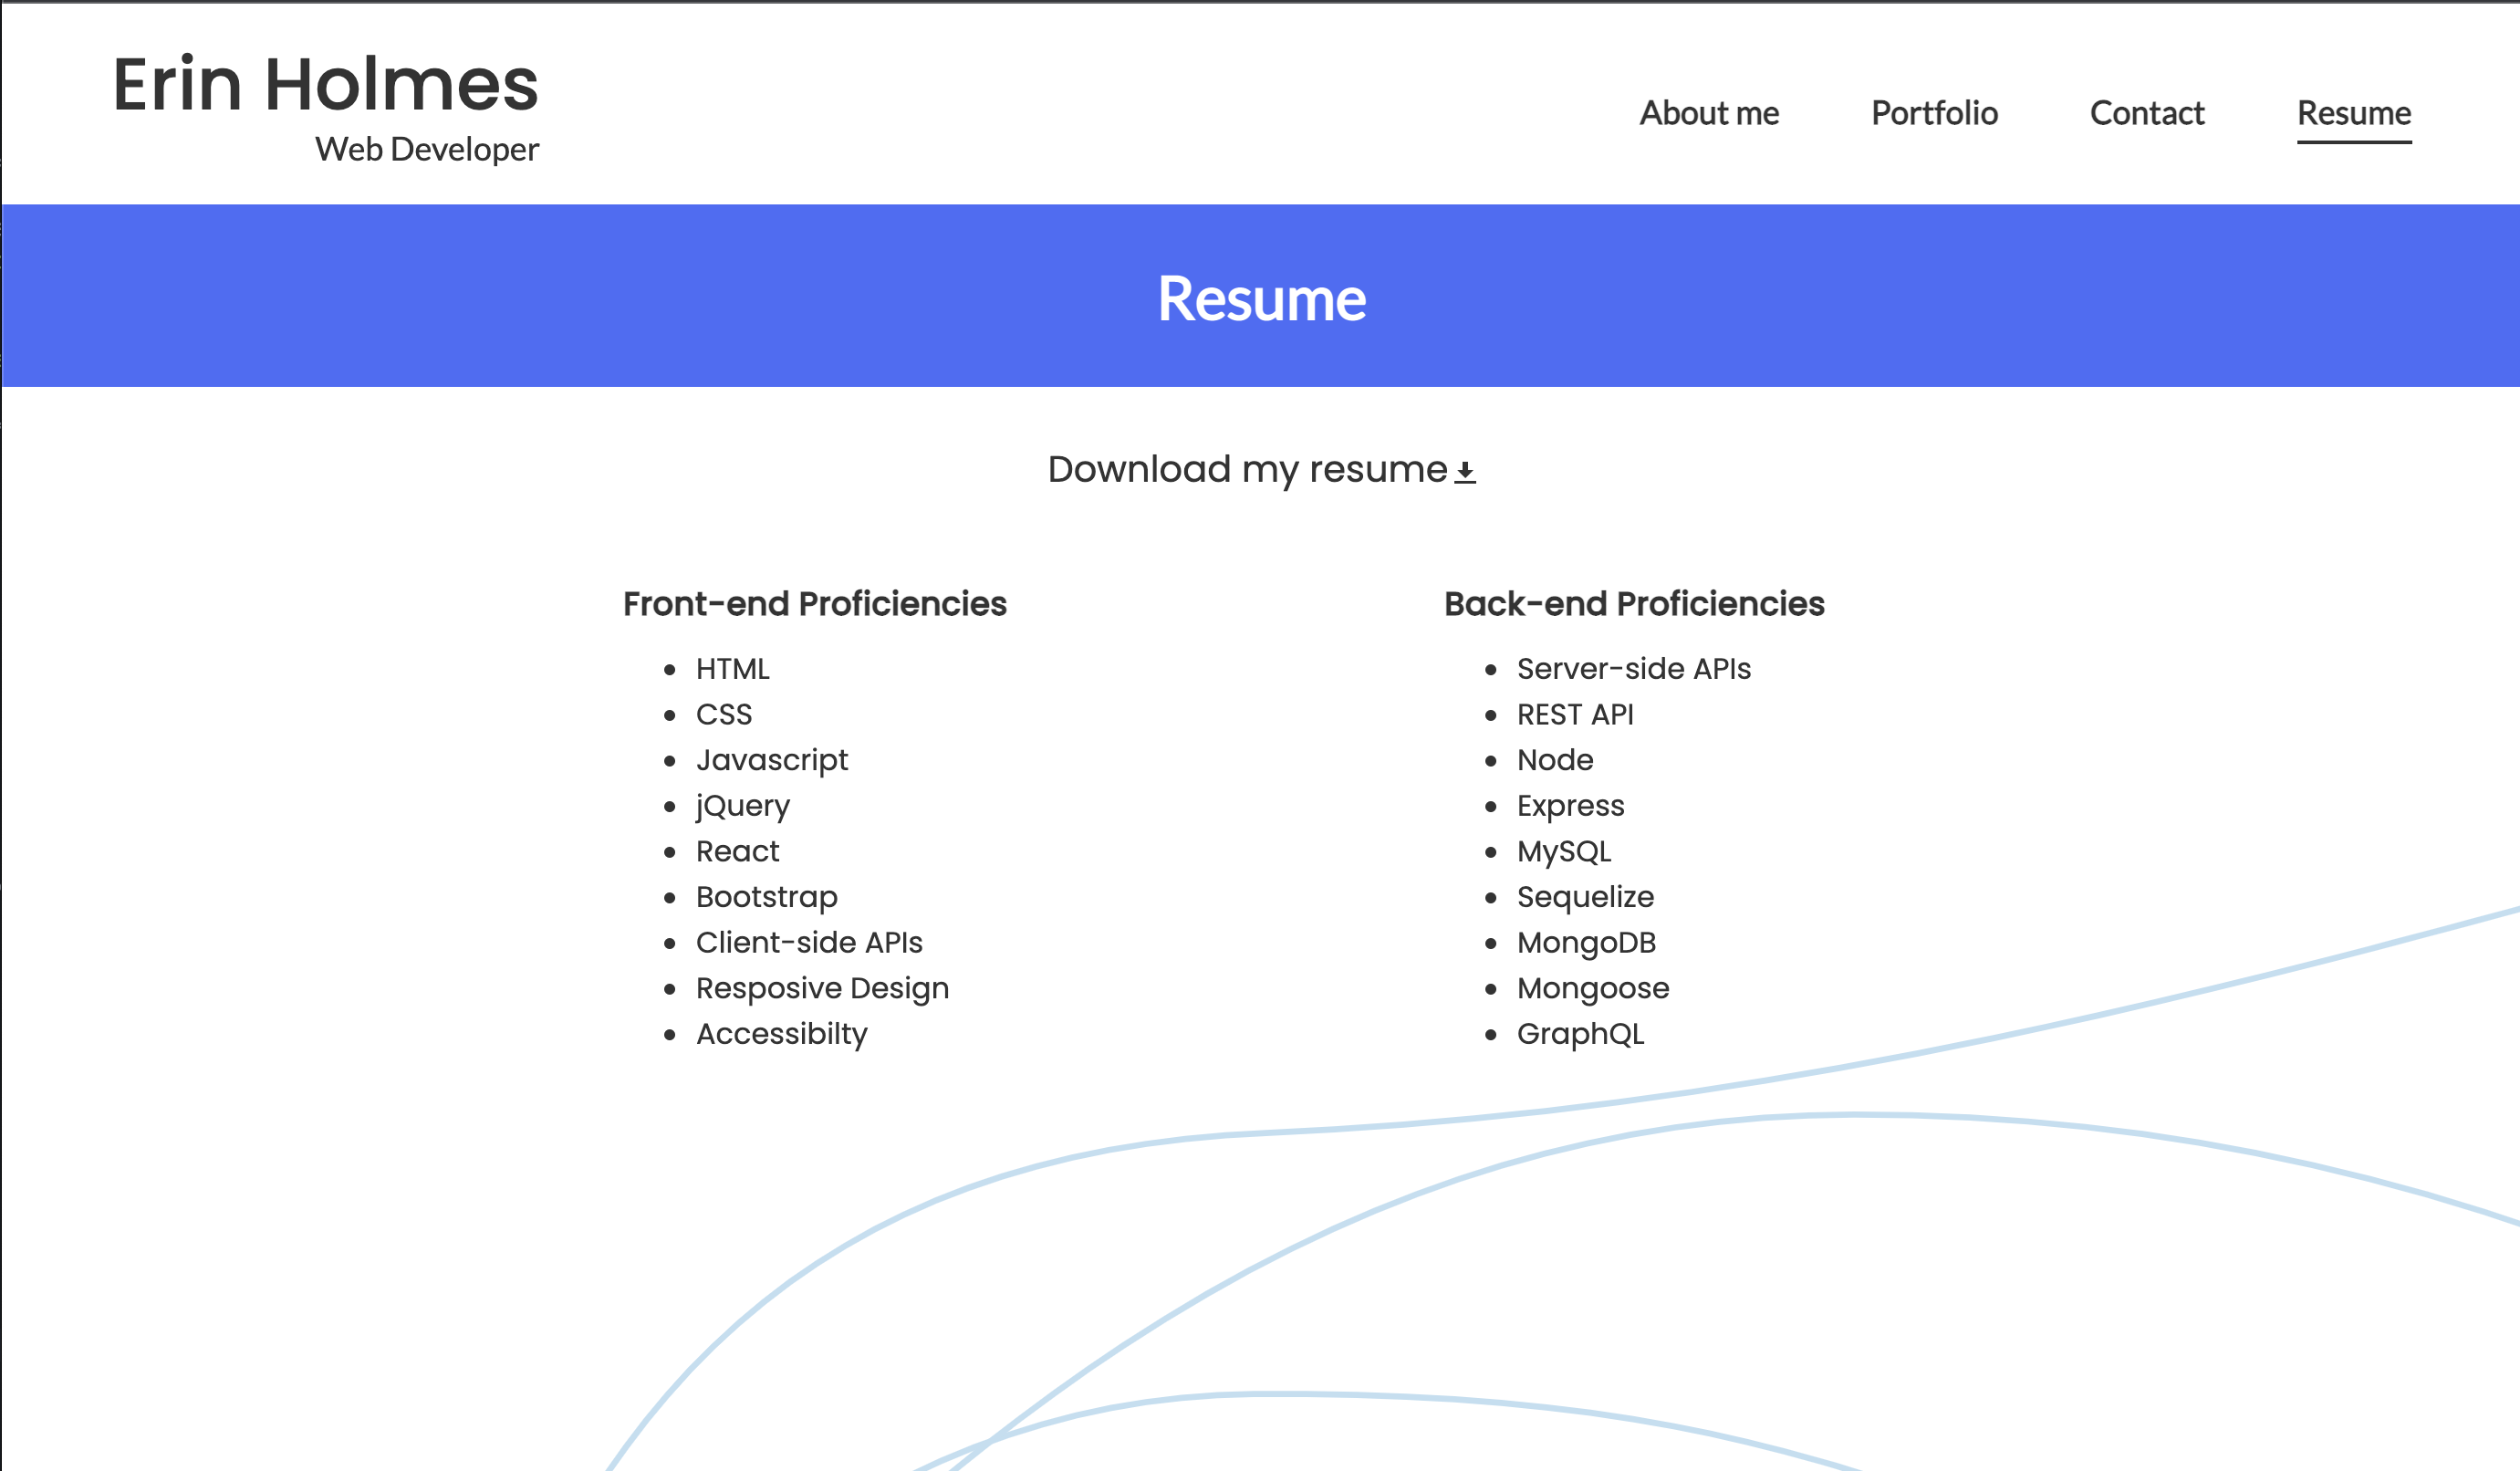 Erin Holmes
Web Developer
About me Portfolio Contact Resume
Resume
Download my resume
Front-end Proficiencies
HTML
CSS
Javascript
jQuery
React
Bootstrap
Client-side APIs
Resposive Design
Accessibilty
Back-end Proficiencies
Server-side APIs
REST API
Node
Express
MySQL
Sequelize
MongoDB
Mongoose
GraphQL